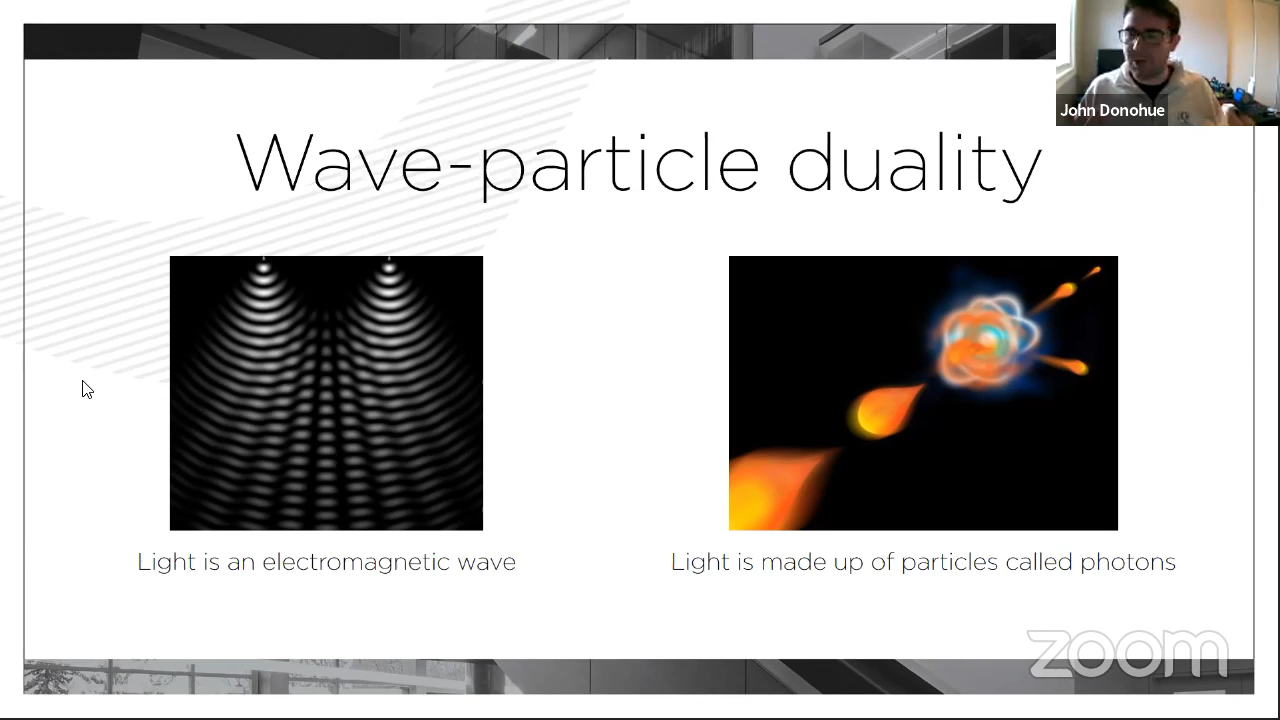 John Donohue
Wave-particle duality
Light is an electromagnetic wave
Light is made up of particles called photons
zoom